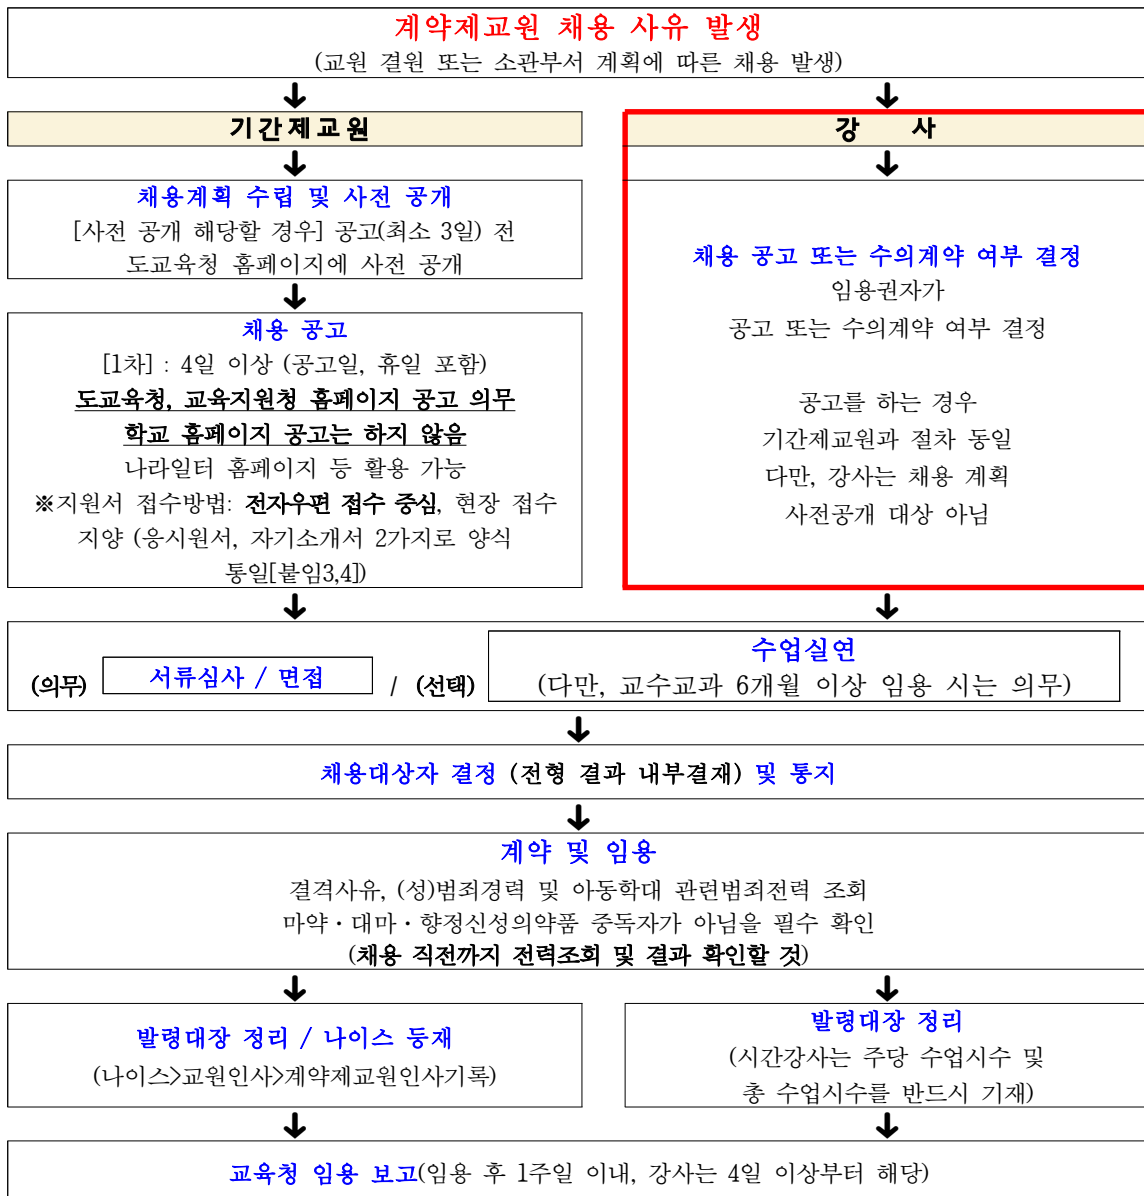 계약제교원 채용 사유 발생
(교원 결원 또는 소관부서 계획에 따른 채용 발생)
기간제교원
채용계획 수립 및 사전 공개
[사전 공개 해당할 경우] 공고(최소 3일) 전
도교육청 홈페이지에 사전 공개
채용 공고
[1차] : 4일 이상 (공고일, 휴일 포함)
도교육청, 교육지원청 홈페이지 공고 의무
학교 홈페이지 공고는 하지 않음
나라일터 홈페이지 등 활용 가능
※지원서 접수방법: 전자우편 접수 중심, 현장 접수
지양 (응시원서, 자기소개서 2가지로 양식
통일[붙임3,4])
강 사
채용 공고 또는 수의계약 여부 결정
임용권자가
공고 또는 수의계약 여부 결정
공고를 하는 경우
기간제교원과 절차 동일
다만, 강사는 채용 계획
사전공개 대상 아님
(의무) 서류심사 / 면접 / (선택) 수업실연
(다만, 교수교과 6개월 이상 임용 시는 의무)
채용대상자 결정 (전형 결과 내부결재) 및 통지
계약 및 임용
결격사유, (성)범죄경력 및 아동학대 관련범죄전력 조회
마약·대마·향정신성의약품 중독자가 아님을 필수 확인
(채용 직전까지 전력조회 및 결과 확인할 것)
발령대장 정리 / 나이스 등재
(나이스>교원인사>계약제교원인사기록)
발령대장 정리
(시간강사는 주당 수업시수 및
총 수업시수를 반드시 기재)
교육청 임용 보고(임용 후 1주일 이내, 강사는 4일 이상부터 해당)